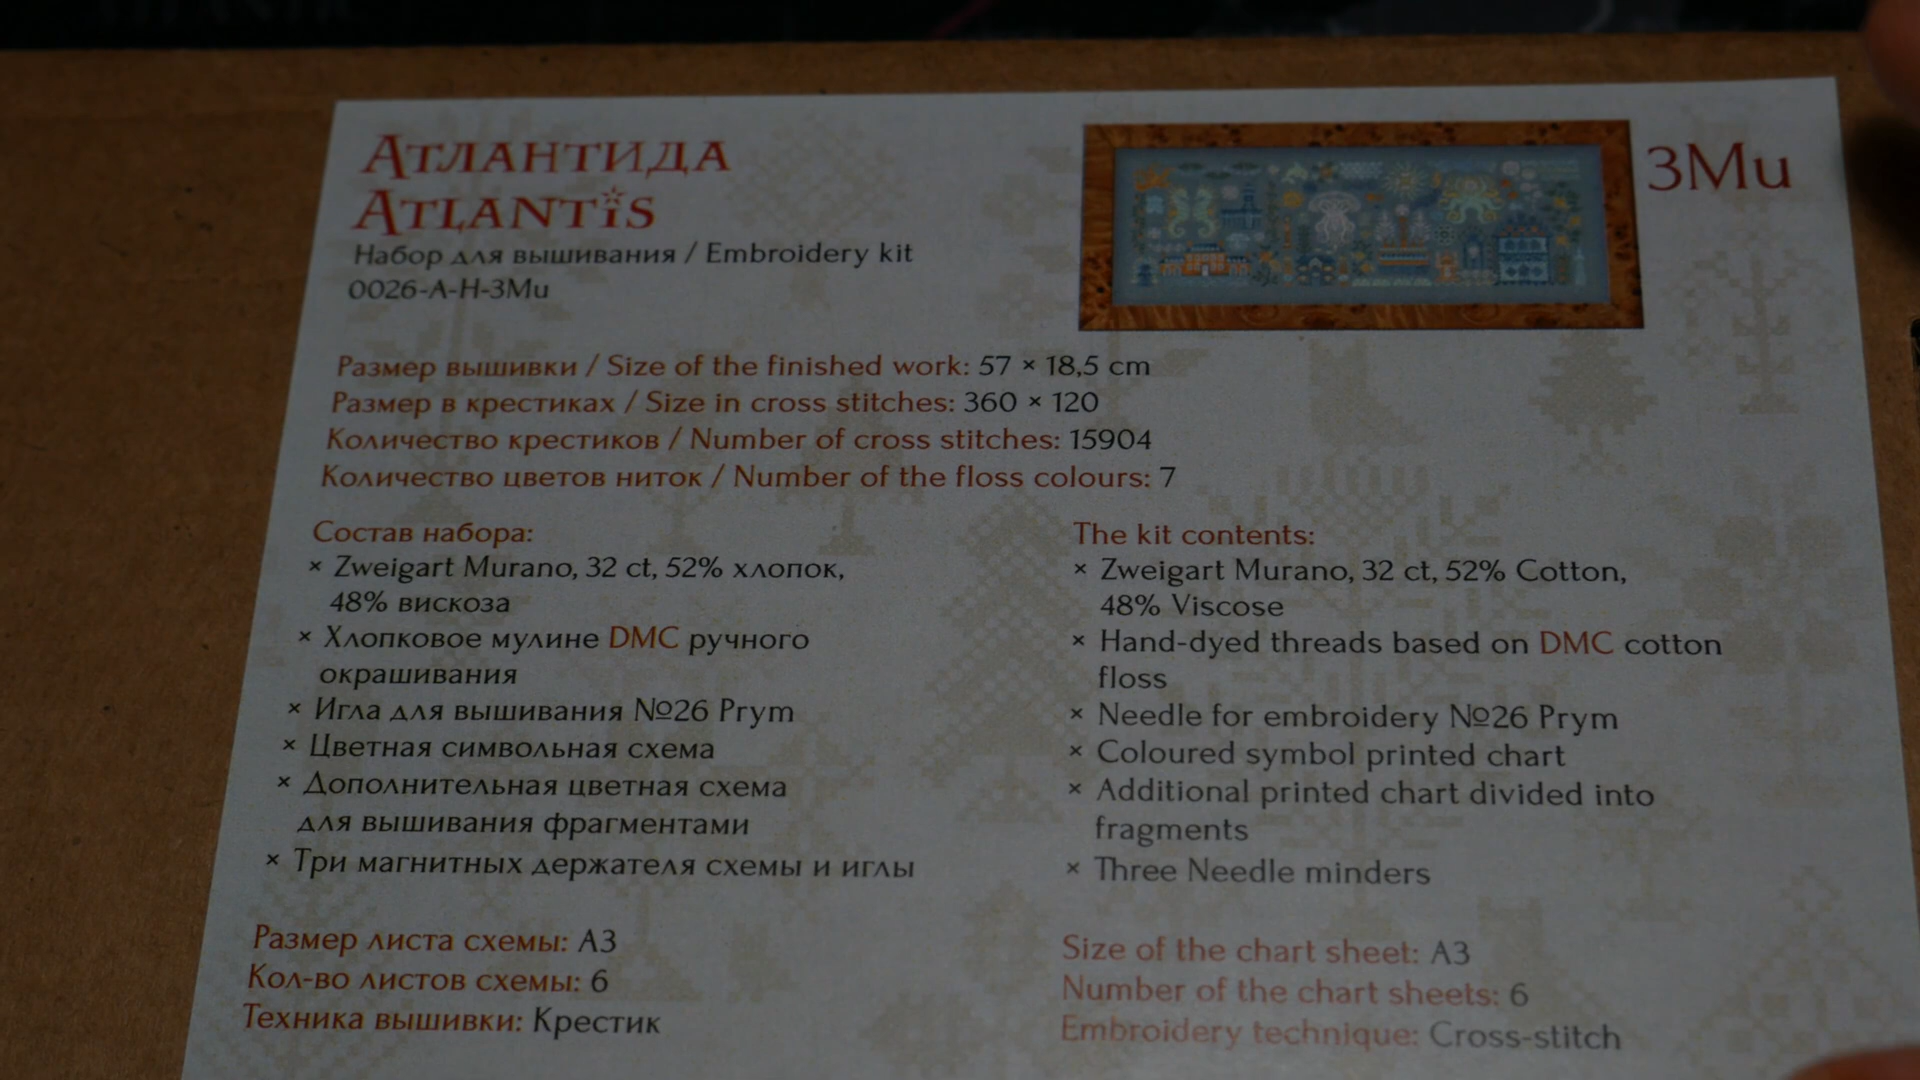 АТЛАНТИДА
ATLANTIS
3Mu
Набор для вышивания / Embroidery kit
0026-A-H-3Mu
Размер вышивки / Size of the finished work: 57 × 18,5 cm
Размер в крестиках / Size in cross stitches: 360 × 120
Количество крестиков / Number of cross stitches: 15904
Количество цветов ниток / Number of the floss colours: 7
Состав набора:
× Zweigart Murano, 32 ct, 52% хлопок,
48% вискоза
× Хлопковое мулине DMC ручного
окрашивания
× Игла для вышивания №26 Prym
× Цветная символьная схема
× Дополнительная цветная схема
для вышивания фрагментами
× Три магнитных держателя схемы и иглы
Размер листа схемы: А3
Кол-во листов схемы: 6
Техника вышивки: Крестик
The kit contents:
× Zweigart Murano, 32 ct, 52% Cotton,
48% Viscose
× Hand-dyed threads based on DMC cotton
floss
× Needle for embroidery №26 Prym
× Coloured symbol printed chart
× Additional printed chart divided into
fragments
× Three Needle minders
Size of the chart sheet: A3
Number of the chart sheets: 6
Embroidery technique: Cross-stitch